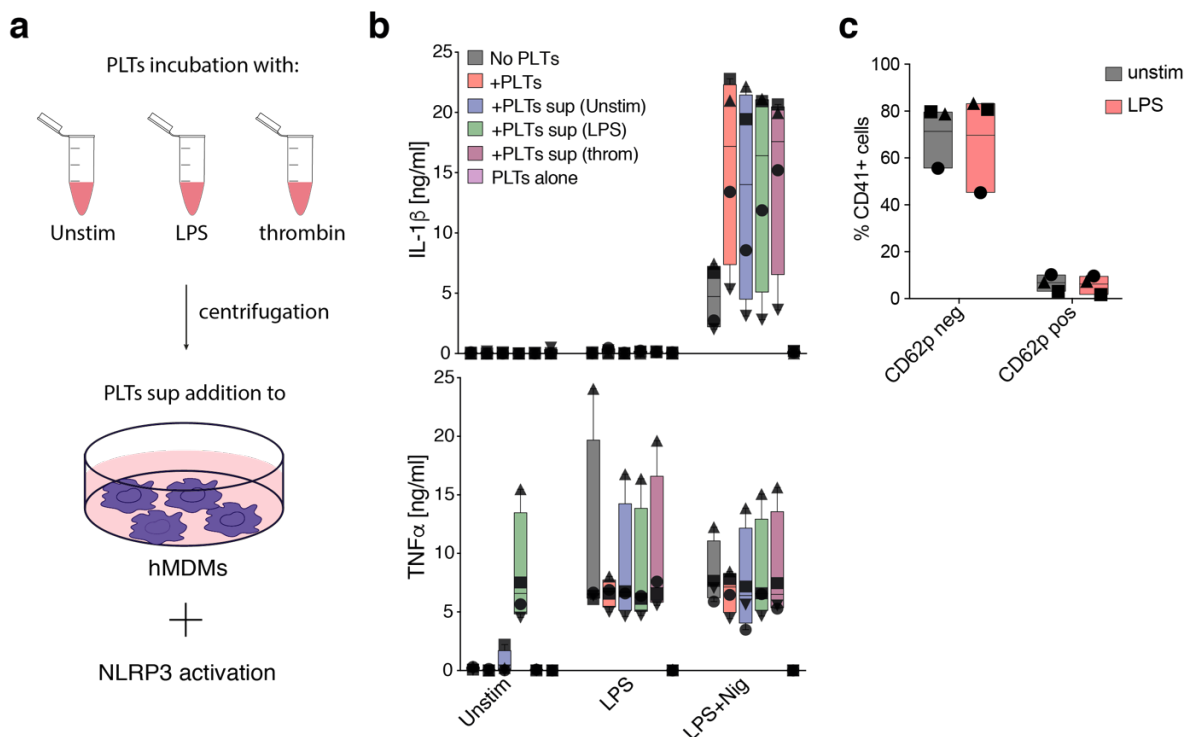 a
PLTs incubation with:
Unstim
LPS
thrombin
centrifugation
PLTs sup addition to
hMDMs
+
NLRP3 activation
b
IL-1β [ng/ml]
25
20
15
10
5
0
No PLTs
+PLTs
+PLTs sup (Unstim)
+PLTs sup (LPS)
+PLTs sup (throm)
PLTs alone
TNFα [ng/ml]
25
20
15
10
5
0
Unstim
LPS
LPS+Nig
c
% CD41+ cells
100
80
60
40
20
0
unstim
LPS
CD62p neg
CD62p pos